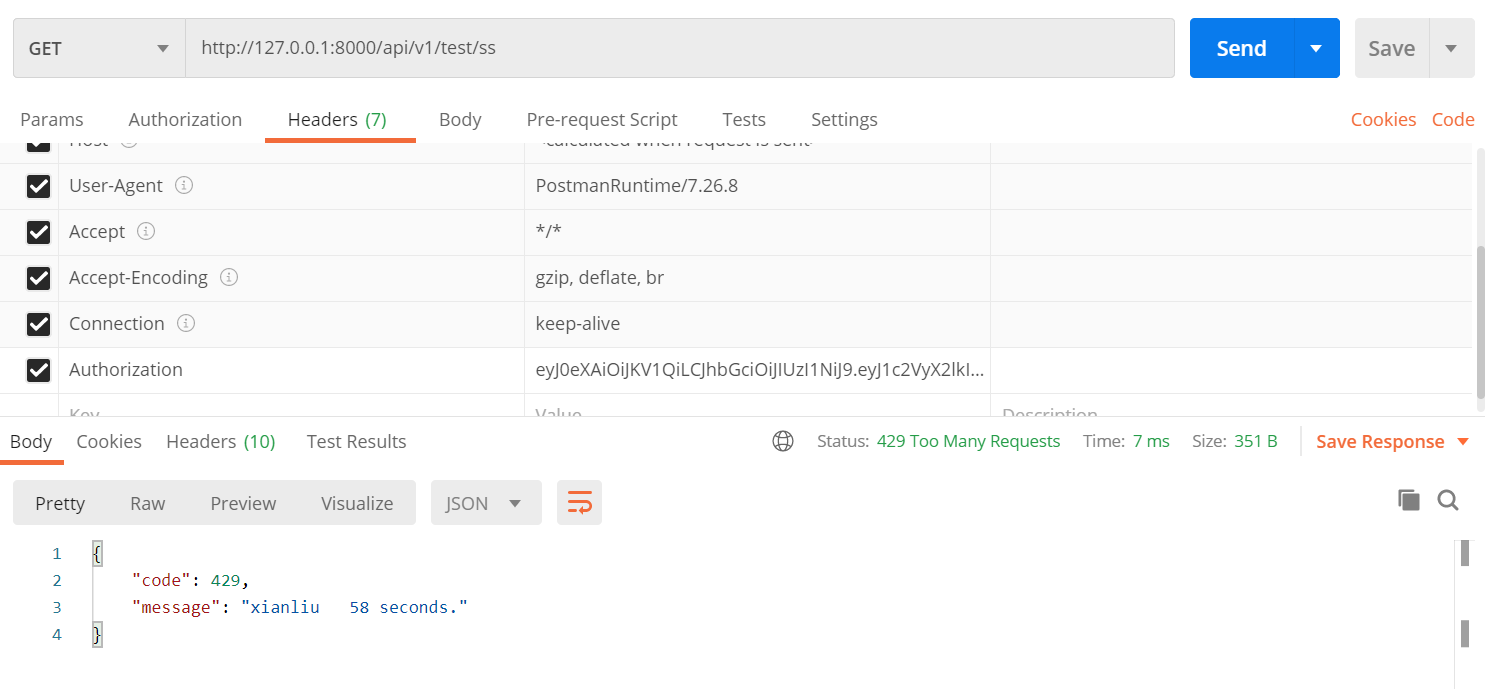 GET http://127.0.0.1:8000/api/v1/test/ss Send Save
Params Authorization Headers (7) Body Pre-request Script Tests Settings Cookies Code
Host <calculated when request is sent>
User-Agent PostmanRuntime/7.26.8
Accept */*
Accept-Encoding gzip, deflate, br
Connection keep-alive
Authorization eyJ0eXAiOiJKV1QiLCJhbGciOiJIUzI1NiJ9.eyJ1c2VyX2lkI...
Key Value Description
Body Cookies Headers (10) Test Results Status: 429 Too Many Requests Time: 7 ms Size: 351 B Save Response
Pretty Raw Preview Visualize JSON
1 {
2 "code": 429,
3 "message": "xianliu   58 seconds."
4 }